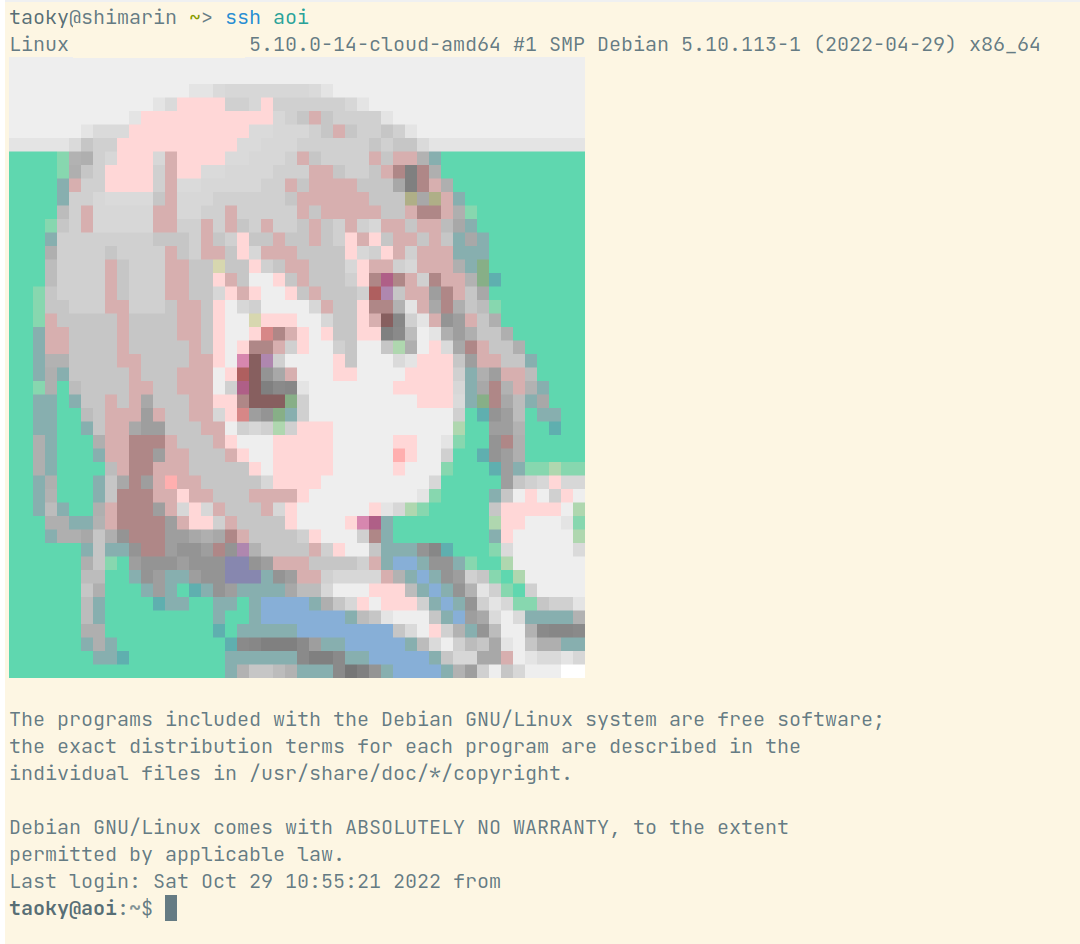 taoky@shimarin ~> ssh aoi
Linux 5.10.0-14-cloud-amd64 #1 SMP Debian 5.10.113-1 (2022-04-29) x86_64
The programs included with the Debian GNU/Linux system are free software;
the exact distribution terms for each program are described in the
individual files in /usr/share/doc/*/copyright.
Debian GNU/Linux comes with ABSOLUTELY NO WARRANTY, to the extent
permitted by applicable law.
Last login: Sat Oct 29 10:55:21 2022 from
taoky@aoi:~$